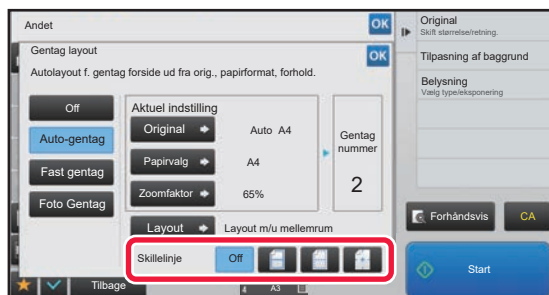 Andet
OK
Gentag layout
OK
Autolayout f. gentag forside ud fra orig., papirformat, forhold.
Off
Auto-gentag
Fast gentag
Foto Gentag
Aktuel indstilling
Original
Auto A4
Papirvalg
A4
Zoomfaktor
65%
Gentag
nummer
2
Layout
Layout m/u mellemrum
Skillelinje
Off
Tilbage
A3
Original
Skift størrelse/retning.
Tilpasning af baggrund
Belysning
Vælg type/eksponering
Forhåndsvis
CA
Start